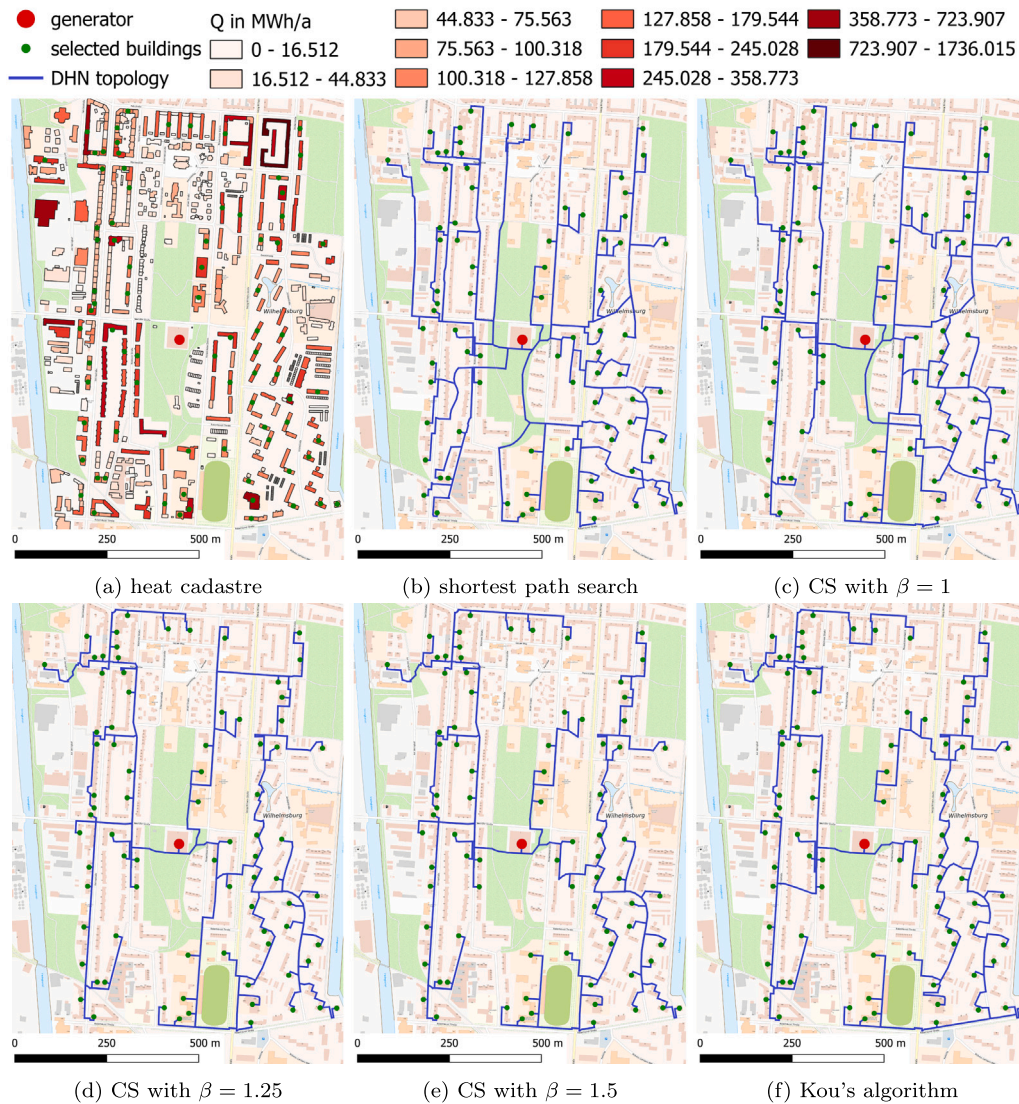 generator
selected buildings
DHN topology
Q in MWh/a
0 - 16.512
16.512 - 44.833
44.833 - 75.563
75.563 - 100.318
100.318 - 127.858
127.858 - 179.544
179.544 - 245.028
245.028 - 358.773
358.773 - 723.907
723.907 - 1736.015
Wilhelmsburg
Wilhelmsburg
Wilhelmsburg
0 250 500 m
0 250 500 m
0 250 500 m
(a) heat cadastre
(b) shortest path search
(c) CS with β = 1
Wilhelmsburg
Wilhelmsburg
Wilhelmsburg
0 250 500 m
0 250 500 m
0 250 500 m
(d) CS with β = 1.25
(e) CS with β = 1.5
(f) Kou's algorithm